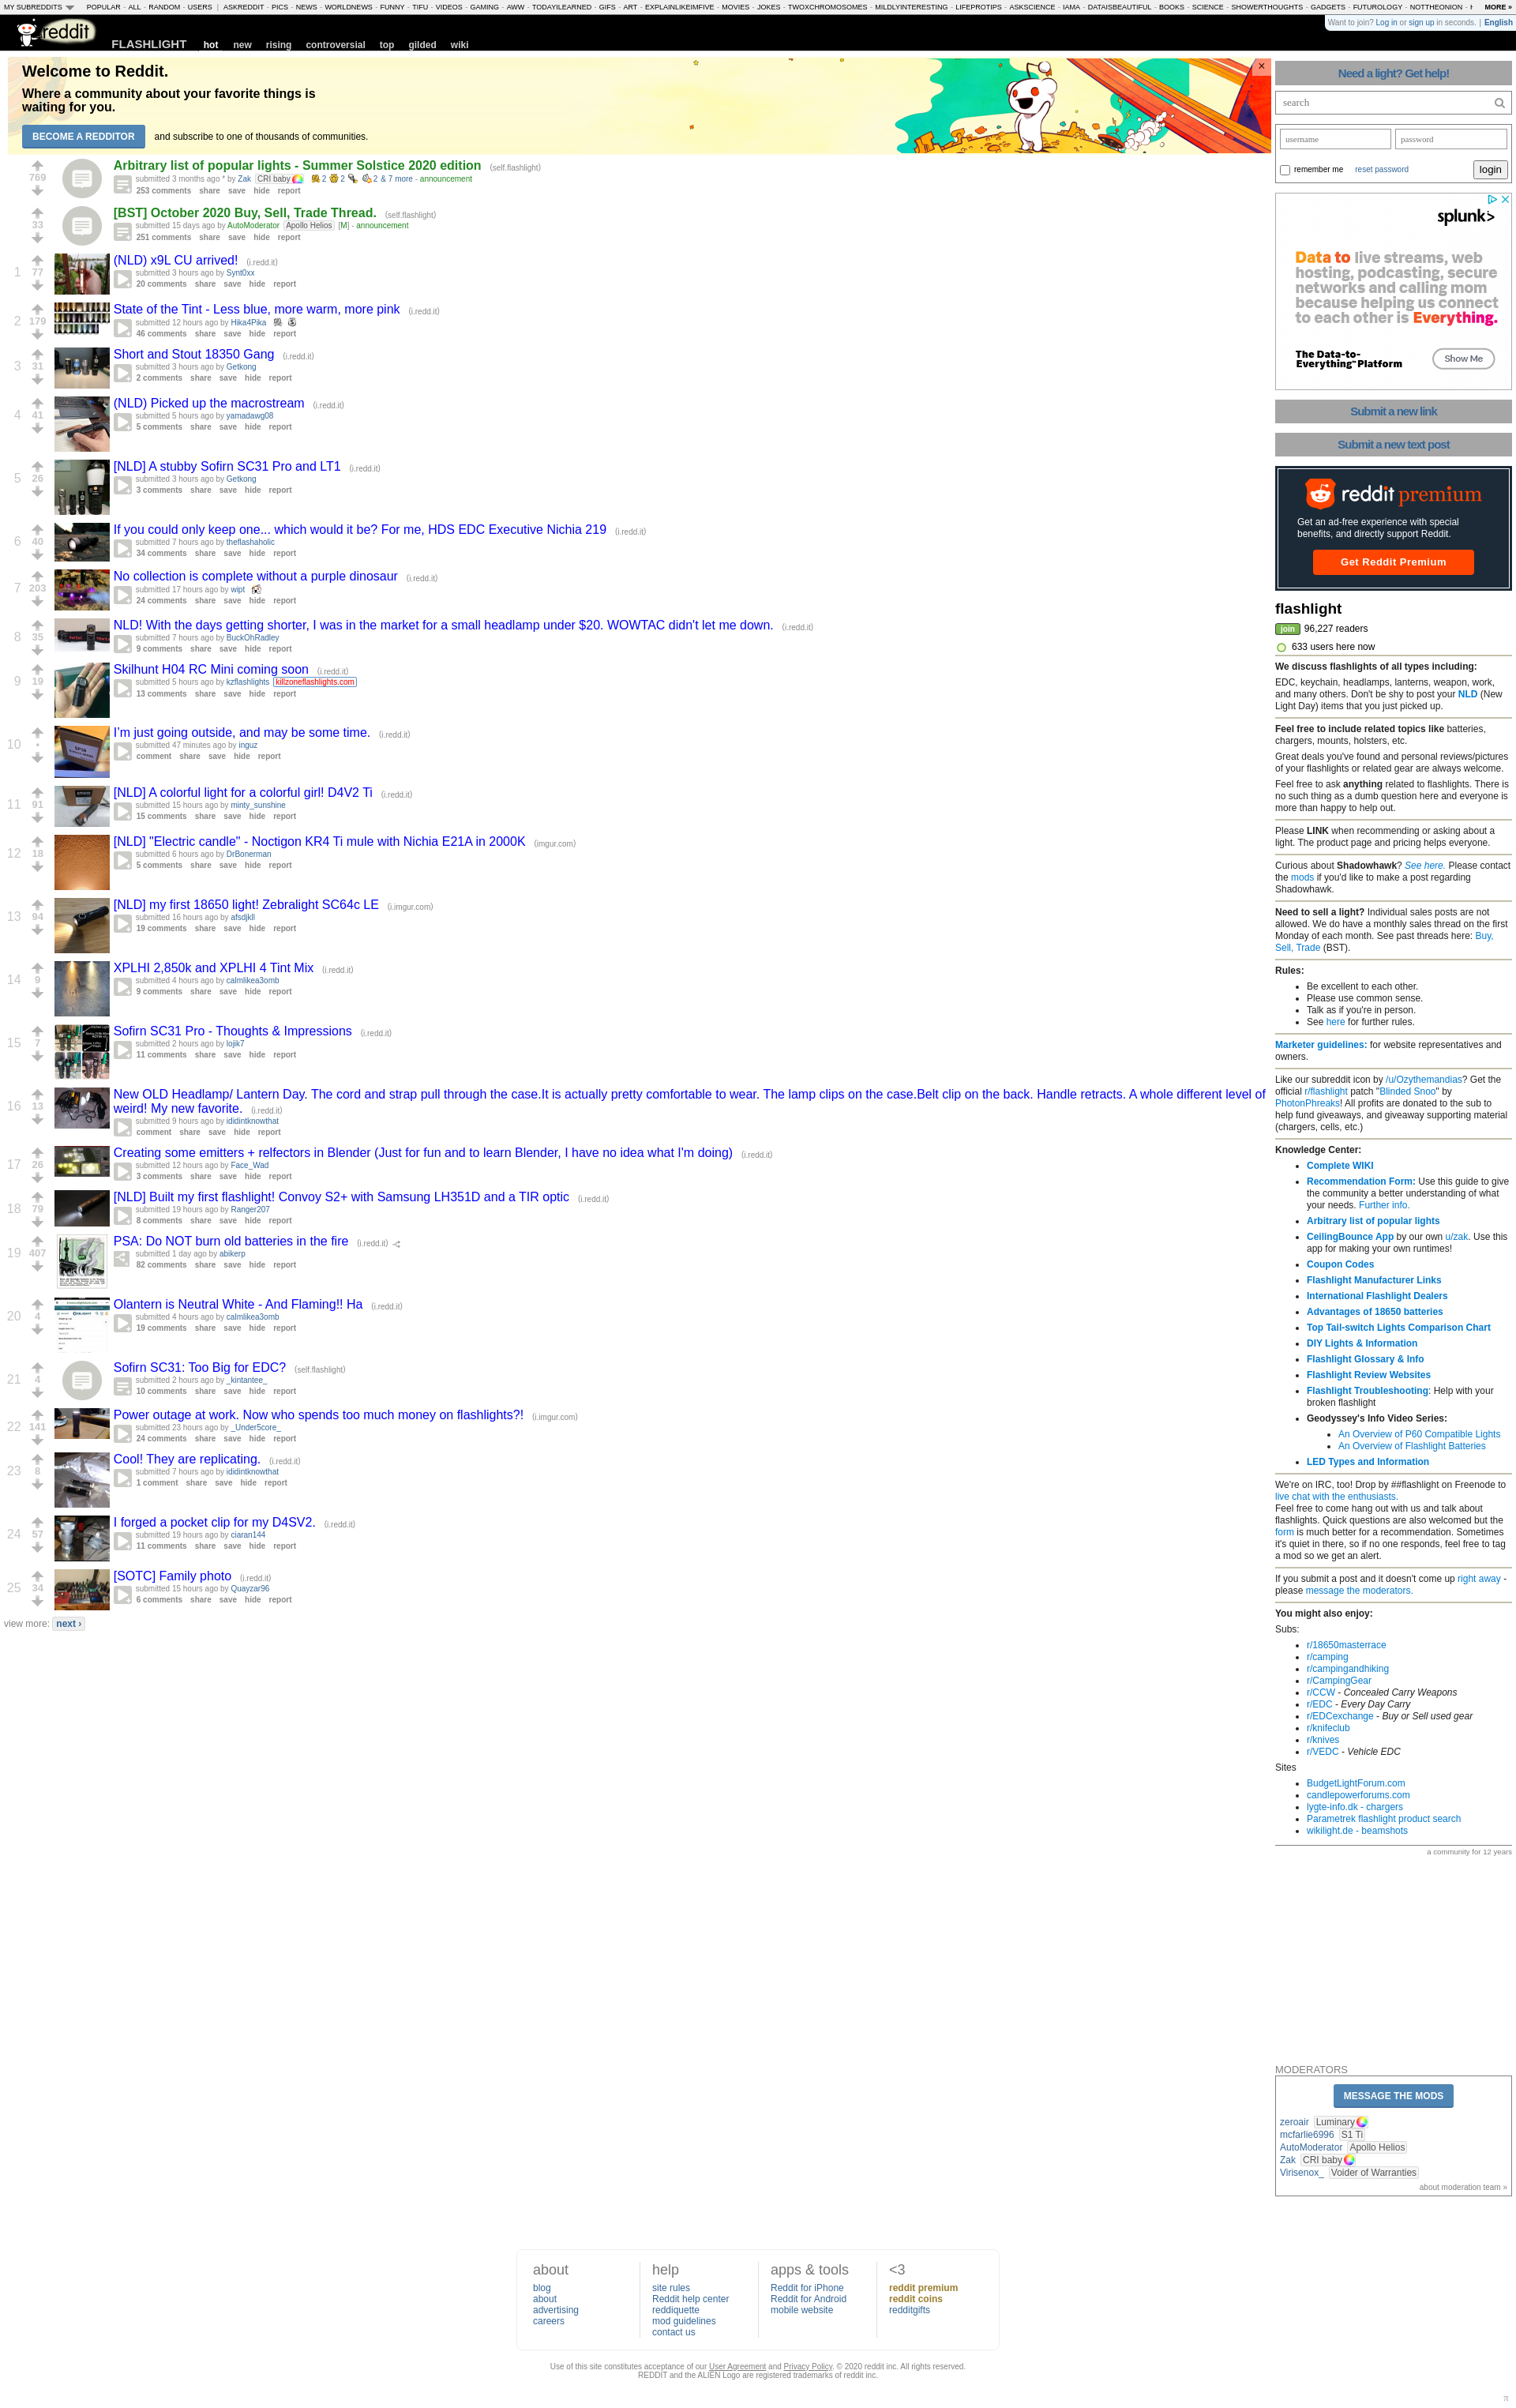 MY SUBREDDITS POPULAR - ALL - RANDOM - USERS | ASKREDDIT - PICS - NEWS - WORLDNEWS - FUNNY - TIFU - VIDEOS - GAMING - AWW - TODAYILEARNED - GIFS - ART - EXPLAINLIKEIMFIVE - MOVIES - JOKES - TWOXCHROMOSOMES - MILDLYINTERESTING - LIFEPROTIPS - ASKSCIENCE - IAMA - DATAISBEAUTIFUL - BOOKS - SCIENCE - SHOWERTHOUGHTS - GADGETS - FUTUROLOGY - NOTTHEONION - MORE »
Want to join? Log in or sign up in seconds. | English
reddit FLASHLIGHT hot new rising controversial top gilded wiki
Welcome to Reddit.
Where a community about your favorite things is
waiting for you.
BECOME A REDDITOR and subscribe to one of thousands of communities.
×
769
Arbitrary list of popular lights - Summer Solstice 2020 edition (self.flashlight)
submitted 3 months ago * by Zak CRI baby 2 2 2 & 7 more - announcement
253 comments share save hide report
33
[BST] October 2020 Buy, Sell, Trade Thread. (self.flashlight)
submitted 15 days ago by AutoModerator Apollo Helios [M] - announcement
251 comments share save hide report
1 77
(NLD) x9L CU arrived! (i.redd.it)
submitted 3 hours ago by Synt0xx
20 comments share save hide report
2 179
State of the Tint - Less blue, more warm, more pink (i.redd.it)
submitted 12 hours ago by Hika4Pika
46 comments share save hide report
3 31
Short and Stout 18350 Gang (i.redd.it)
submitted 3 hours ago by Getkong
2 comments share save hide report
4 41
(NLD) Picked up the macrostream (i.redd.it)
submitted 5 hours ago by yamadawg08
5 comments share save hide report
5 26
[NLD] A stubby Sofirn SC31 Pro and LT1 (i.redd.it)
submitted 3 hours ago by Getkong
3 comments share save hide report
6 40
If you could only keep one... which would it be? For me, HDS EDC Executive Nichia 219 (i.redd.it)
submitted 7 hours ago by theflashaholic
34 comments share save hide report
7 203
No collection is complete without a purple dinosaur (i.redd.it)
submitted 17 hours ago by wipt
24 comments share save hide report
8 35
NLD! With the days getting shorter, I was in the market for a small headlamp under $20. WOWTAC didn't let me down. (i.redd.it)
submitted 7 hours ago by BuckOhRadley
9 comments share save hide report
9 19
Skilhunt H04 RC Mini coming soon (i.redd.it)
submitted 5 hours ago by kzflashlights killzoneflashlights.com
13 comments share save hide report
10 •
I'm just going outside, and may be some time. (i.redd.it)
submitted 47 minutes ago by inguz
comment share save hide report
11 91
[NLD] A colorful light for a colorful girl! D4V2 Ti (i.redd.it)
submitted 15 hours ago by minty_sunshine
15 comments share save hide report
12 18
[NLD] "Electric candle" - Noctigon KR4 Ti mule with Nichia E21A in 2000K (imgur.com)
submitted 6 hours ago by DrBonerman
5 comments share save hide report
13 94
[NLD] my first 18650 light! Zebralight SC64c LE (i.imgur.com)
submitted 16 hours ago by afsdjkll
19 comments share save hide report
14 9
XPLHI 2,850k and XPLHI 4 Tint Mix (i.redd.it)
submitted 4 hours ago by calmlikea3omb
9 comments share save hide report
15 7
Sofirn SC31 Pro - Thoughts & Impressions (i.redd.it)
submitted 2 hours ago by lojik7
11 comments share save hide report
16 13
New OLD Headlamp/ Lantern Day. The cord and strap pull through the case.It is actually pretty comfortable to wear. The lamp clips on the case.Belt clip on the back. Handle retracts. A whole different level of
weird! My new favorite. (i.redd.it)
submitted 9 hours ago by ididintknowthat
comment share save hide report
17 26
Creating some emitters + relfectors in Blender (Just for fun and to learn Blender, I have no idea what I'm doing) (i.redd.it)
submitted 12 hours ago by Face_Wad
3 comments share save hide report
18 79
[NLD] Built my first flashlight! Convoy S2+ with Samsung LH351D and a TIR optic (i.redd.it)
submitted 19 hours ago by Ranger207
8 comments share save hide report
19 407
PSA: Do NOT burn old batteries in the fire (i.redd.it)
submitted 1 day ago by abikerp
82 comments share save hide report
20 4
Olantern is Neutral White - And Flaming!! Ha (i.redd.it)
submitted 4 hours ago by calmlikea3omb
19 comments share save hide report
21 4
Sofirn SC31: Too Big for EDC? (self.flashlight)
submitted 2 hours ago by _kintantee_
10 comments share save hide report
22 141
Power outage at work. Now who spends too much money on flashlights?! (i.imgur.com)
submitted 23 hours ago by _Under5core_
24 comments share save hide report
23 8
Cool! They are replicating. (i.redd.it)
submitted 7 hours ago by ididintknowthat
1 comment share save hide report
24 57
I forged a pocket clip for my D4SV2. (i.redd.it)
submitted 19 hours ago by ciaran144
11 comments share save hide report
25 34
[SOTC] Family photo (i.redd.it)
submitted 15 hours ago by Quayzar96
6 comments share save hide report
view more: next ›
Need a light? Get help!
search
username password
remember me reset password login
splunk>
Data to live streams, web
hosting, podcasting, secure
networks and calling mom
because helping us connect
to each other is Everything.
The Data-to-
Everything™ Platform
Show Me
Submit a new link
Submit a new text post
reddit premium
Get an ad-free experience with special
benefits, and directly support Reddit.
Get Reddit Premium
flashlight
join 96,227 readers
633 users here now
We discuss flashlights of all types including:
EDC, keychain, headlamps, lanterns, weapon, work,
and many others. Don't be shy to post your NLD (New
Light Day) items that you just picked up.
Feel free to include related topics like batteries,
chargers, mounts, holsters, etc.
Great deals you've found and personal reviews/pictures
of your flashlights or related gear are always welcome.
Feel free to ask anything related to flashlights. There is
no such thing as a dumb question here and everyone is
more than happy to help out.
Please LINK when recommending or asking about a
light. The product page and pricing helps everyone.
Curious about Shadowhawk? See here. Please contact
the mods if you'd like to make a post regarding
Shadowhawk.
Need to sell a light? Individual sales posts are not
allowed. We do have a monthly sales thread on the first
Monday of each month. See past threads here: Buy,
Sell, Trade (BST).
Rules:
• Be excellent to each other.
• Please use common sense.
• Talk as if you're in person.
• See here for further rules.
Marketer guidelines: for website representatives and
owners.
Like our subreddit icon by /u/Ozythemandias? Get the
official r/flashlight patch "Blinded Snoo" by
PhotonPhreaks! All profits are donated to the sub to
help fund giveaways, and giveaway supporting material
(chargers, cells, etc.)
Knowledge Center:
• Complete WIKI
• Recommendation Form: Use this guide to give
the community a better understanding of what
your needs. Further info.
• Arbitrary list of popular lights
• CeilingBounce App by our own u/zak. Use this
app for making your own runtimes!
• Coupon Codes
• Flashlight Manufacturer Links
• International Flashlight Dealers
• Advantages of 18650 batteries
• Top Tail-switch Lights Comparison Chart
• DIY Lights & Information
• Flashlight Glossary & Info
• Flashlight Review Websites
• Flashlight Troubleshooting: Help with your
broken flashlight
• Geodyssey's Info Video Series:
• An Overview of P60 Compatible Lights
• An Overview of Flashlight Batteries
• LED Types and Information
We're on IRC, too! Drop by ##flashlight on Freenode to
live chat with the enthusiasts.
Feel free to come hang out with us and talk about
flashlights. Quick questions are also welcomed but the
form is much better for a recommendation. Sometimes
it's quiet in there, so if no one responds, feel free to tag
a mod so we get an alert.
If you submit a post and it doesn't come up right away -
please message the moderators.
You might also enjoy:
Subs:
• r/18650masterrace
• r/camping
• r/campingandhiking
• r/CampingGear
• r/CCW - Concealed Carry Weapons
• r/EDC - Every Day Carry
• r/EDCexchange - Buy or Sell used gear
• r/knifeclub
• r/knives
• r/VEDC - Vehicle EDC
Sites
• BudgetLightForum.com
• candlepowerforums.com
• lygte-info.dk - chargers
• Parametrek flashlight product search
• wikilight.de - beamshots
a community for 12 years
MODERATORS
MESSAGE THE MODS
zeroair Luminary
mcfarlie6996 S1 Ti
AutoModerator Apollo Helios
Zak CRI baby
Virisenox_ Voider of Warranties
about moderation team »
about
blog
about
advertising
careers
help
site rules
Reddit help center
reddiquette
mod guidelines
contact us
apps & tools
Reddit for iPhone
Reddit for Android
mobile website
<3
reddit premium
reddit coins
redditgifts
Use of this site constitutes acceptance of our User Agreement and Privacy Policy. © 2020 reddit inc. All rights reserved.
REDDIT and the ALIEN Logo are registered trademarks of reddit inc.
π